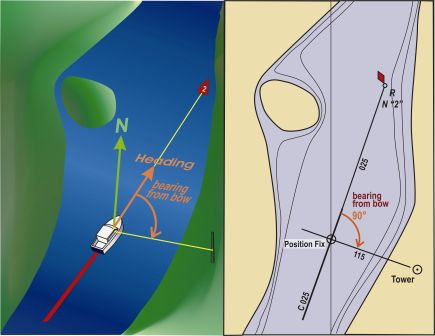 2
N
Heading
bearing
from bow
R
N "2"
025
bearing
from bow
90°
Position Fix
115
Tower
C 025